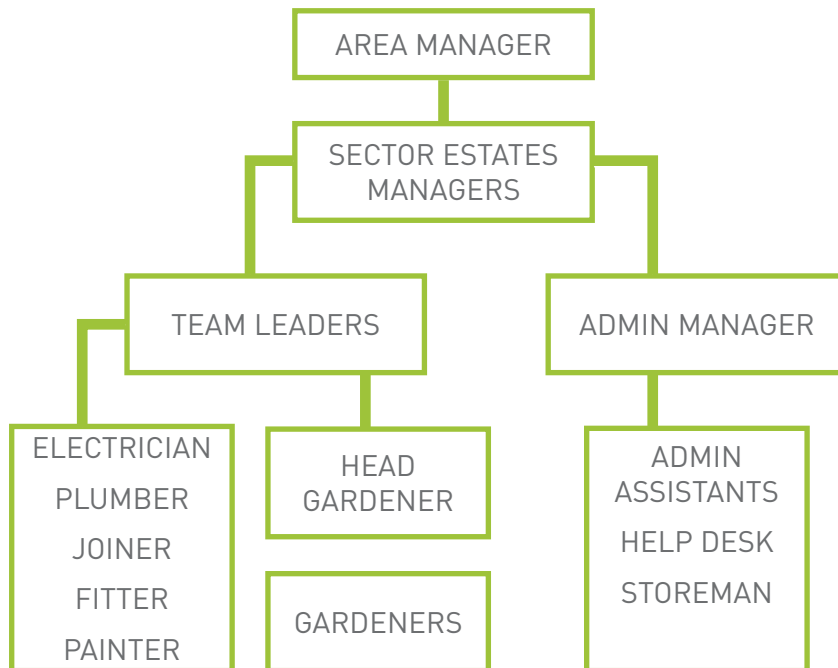 AREA MANAGER
SECTOR ESTATES
MANAGERS
TEAM LEADERS
ADMIN MANAGER
ELECTRICIAN
PLUMBER
JOINER
FITTER
PAINTER
HEAD
GARDENER
GARDENERS
ADMIN
ASSISTANTS
HELP DESK
STOREMAN